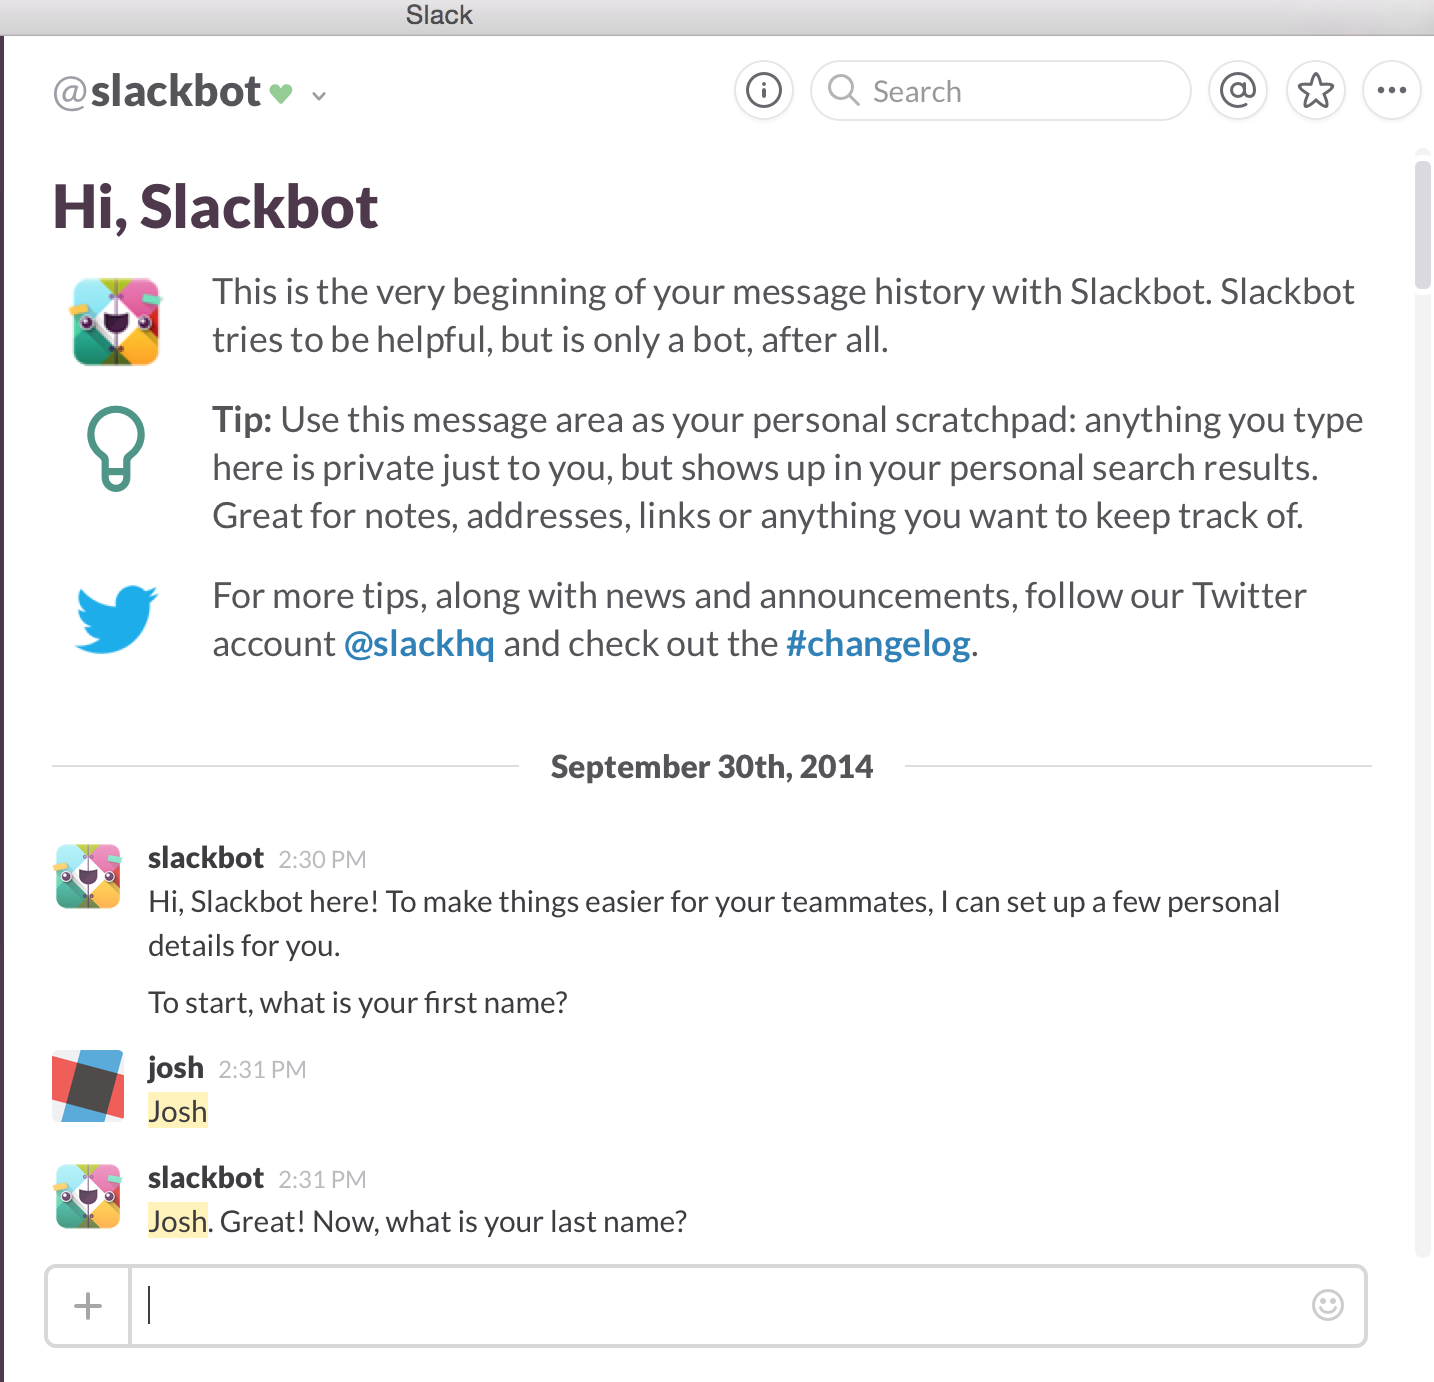 Slack
@slackbot
Search
Hi, Slackbot
This is the very beginning of your message history with Slackbot. Slackbot
tries to be helpful, but is only a bot, after all.
Tip: Use this message area as your personal scratchpad: anything you type
here is private just to you, but shows up in your personal search results.
Great for notes, addresses, links or anything you want to keep track of.
For more tips, along with news and announcements, follow our Twitter
account @slackhq and check out the #changelog.
September 30th, 2014
slackbot 2:30 PM
Hi, Slackbot here! To make things easier for your teammates, I can set up a few personal
details for you.
To start, what is your first name?
josh 2:31 PM
Josh
slackbot 2:31 PM
Josh. Great! Now, what is your last name?